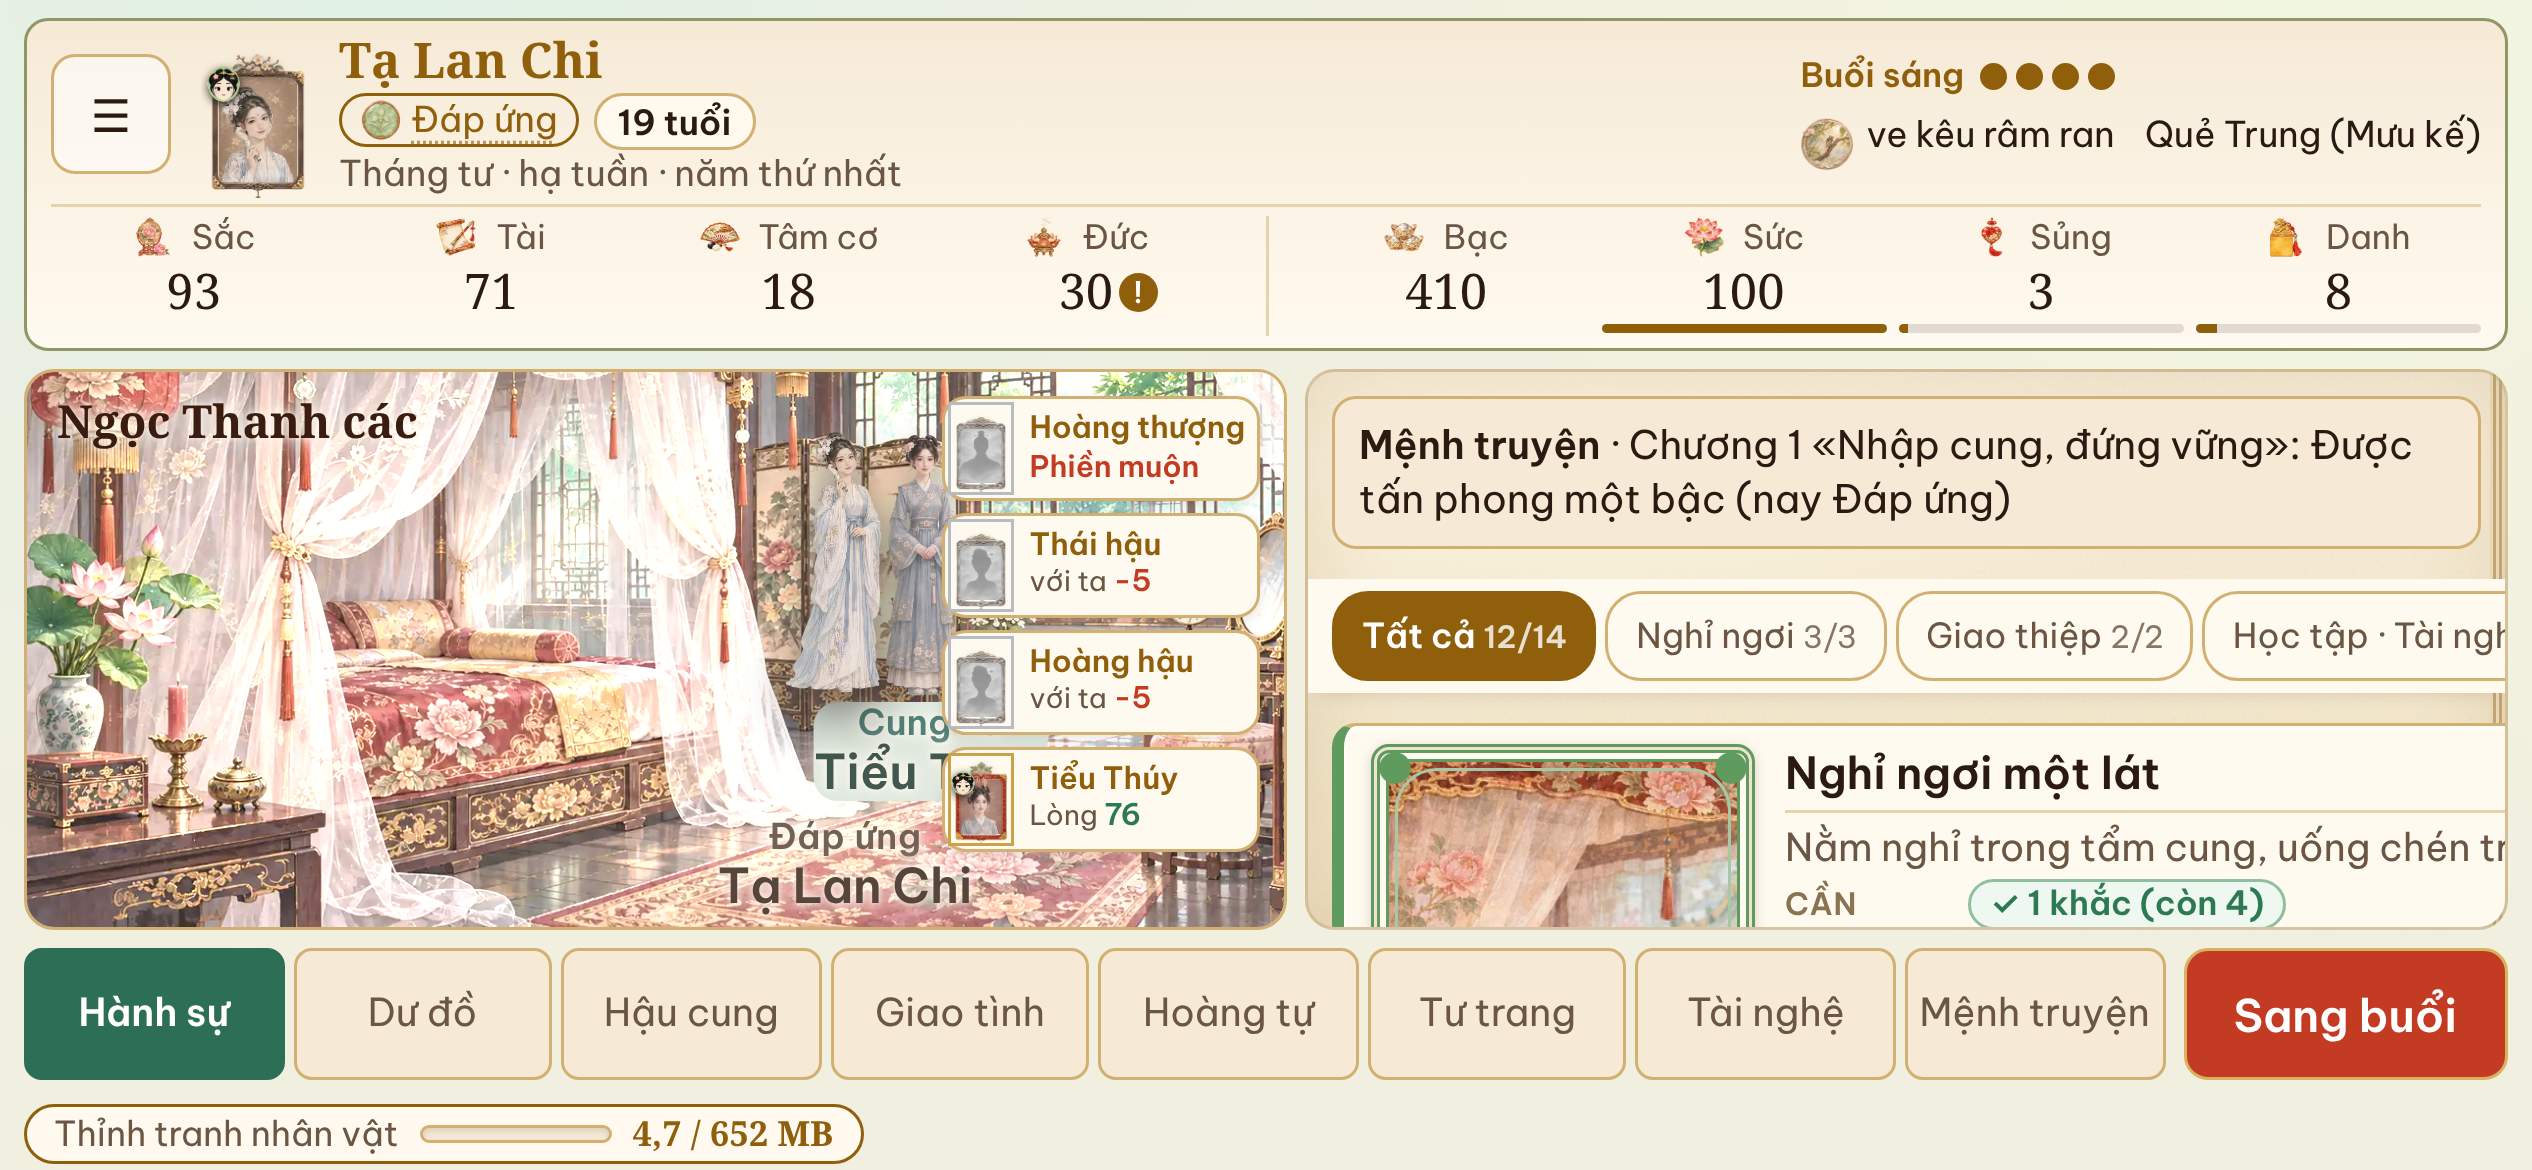 ☰
Tạ Lan Chi
Đáp ứng
19 tuổi
Tháng tư · hạ tuần · năm thứ nhất
Buổi sáng
ve kêu râm ran Quẻ Trung (Mưu kế)
Sắc Tài Tâm cơ Đức Bạc Sức Sủng Danh
93 71 18 30 ! 410 100 3 8
Ngọc Thanh các
Hoàng thượng
Phiền muộn
Thái hậu
với ta -5
Hoàng hậu
với ta -5
Tiểu Thúy
Lòng 76
Cung
Tiểu
Đáp ứng
Tạ Lan Chi
Mệnh truyện · Chương 1 «Nhập cung, đứng vững»: Được
tấn phong một bậc (nay Đáp ứng)
Tất cả 12/14 Nghỉ ngơi 3/3 Giao thiệp 2/2 Học tập · Tài
Nghỉ ngơi một lát
Nằm nghỉ trong tẩm cung, uống chén
CẦN ✓ 1 khắc (còn 4)
Hành sự Dư đồ Hậu cung Giao tình Hoàng tự Tư trang Tài nghệ Mệnh truyện Sang buổi
Thỉnh tranh nhân vật 4,7 / 652 MB